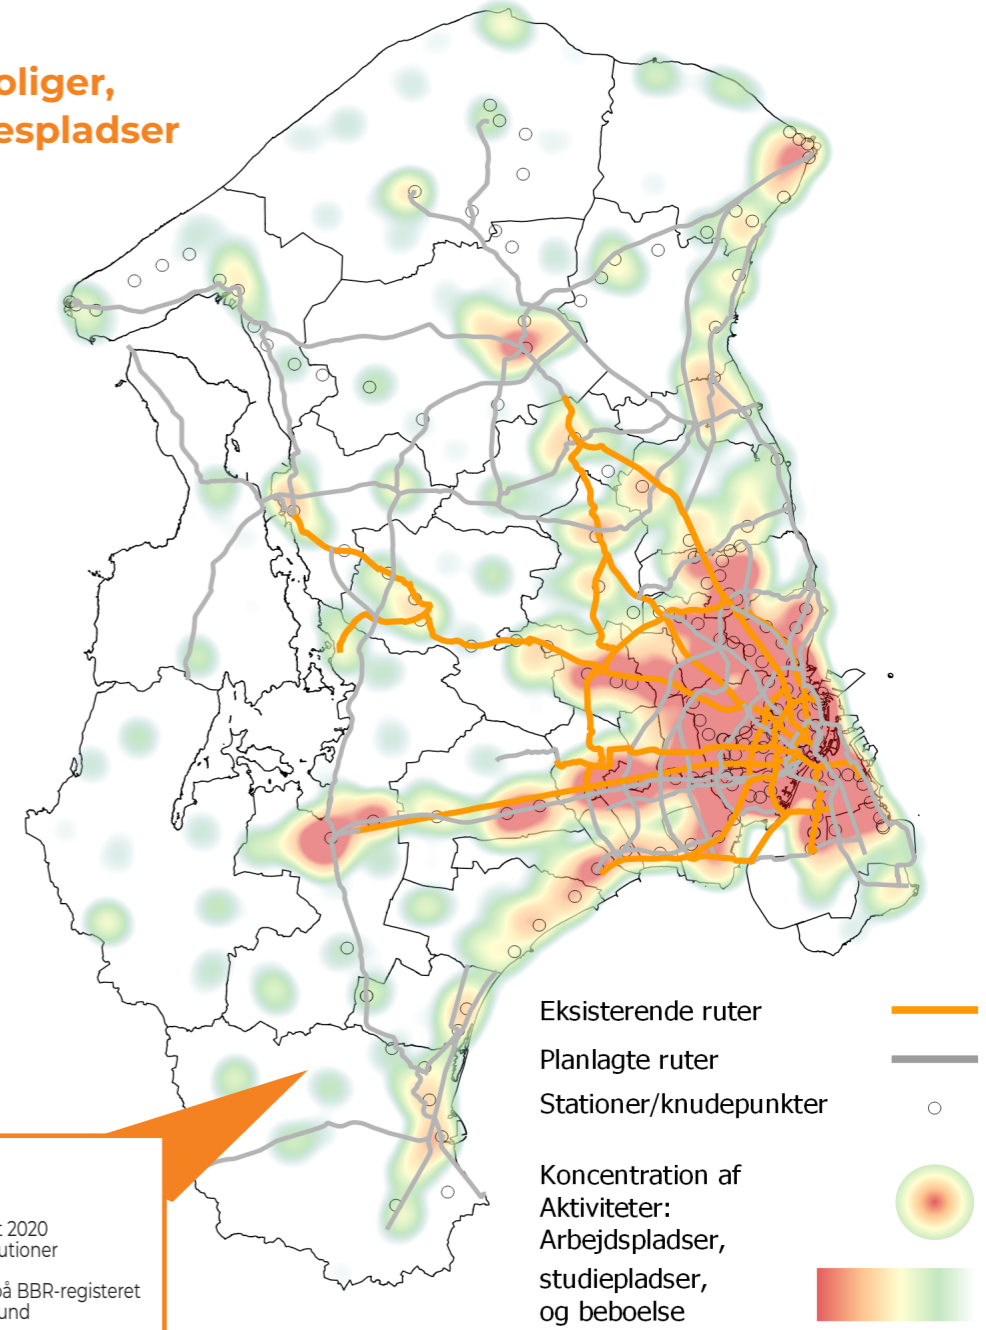 oliger,
espladser
Eksisterende ruter
Planlagte ruter
Stationer/knudepunkter
Koncentration af
Aktiviteter:
Arbejdspladser,
studiepladser,
og beboelse
t 2020
utioner
å BBR-registeret
und